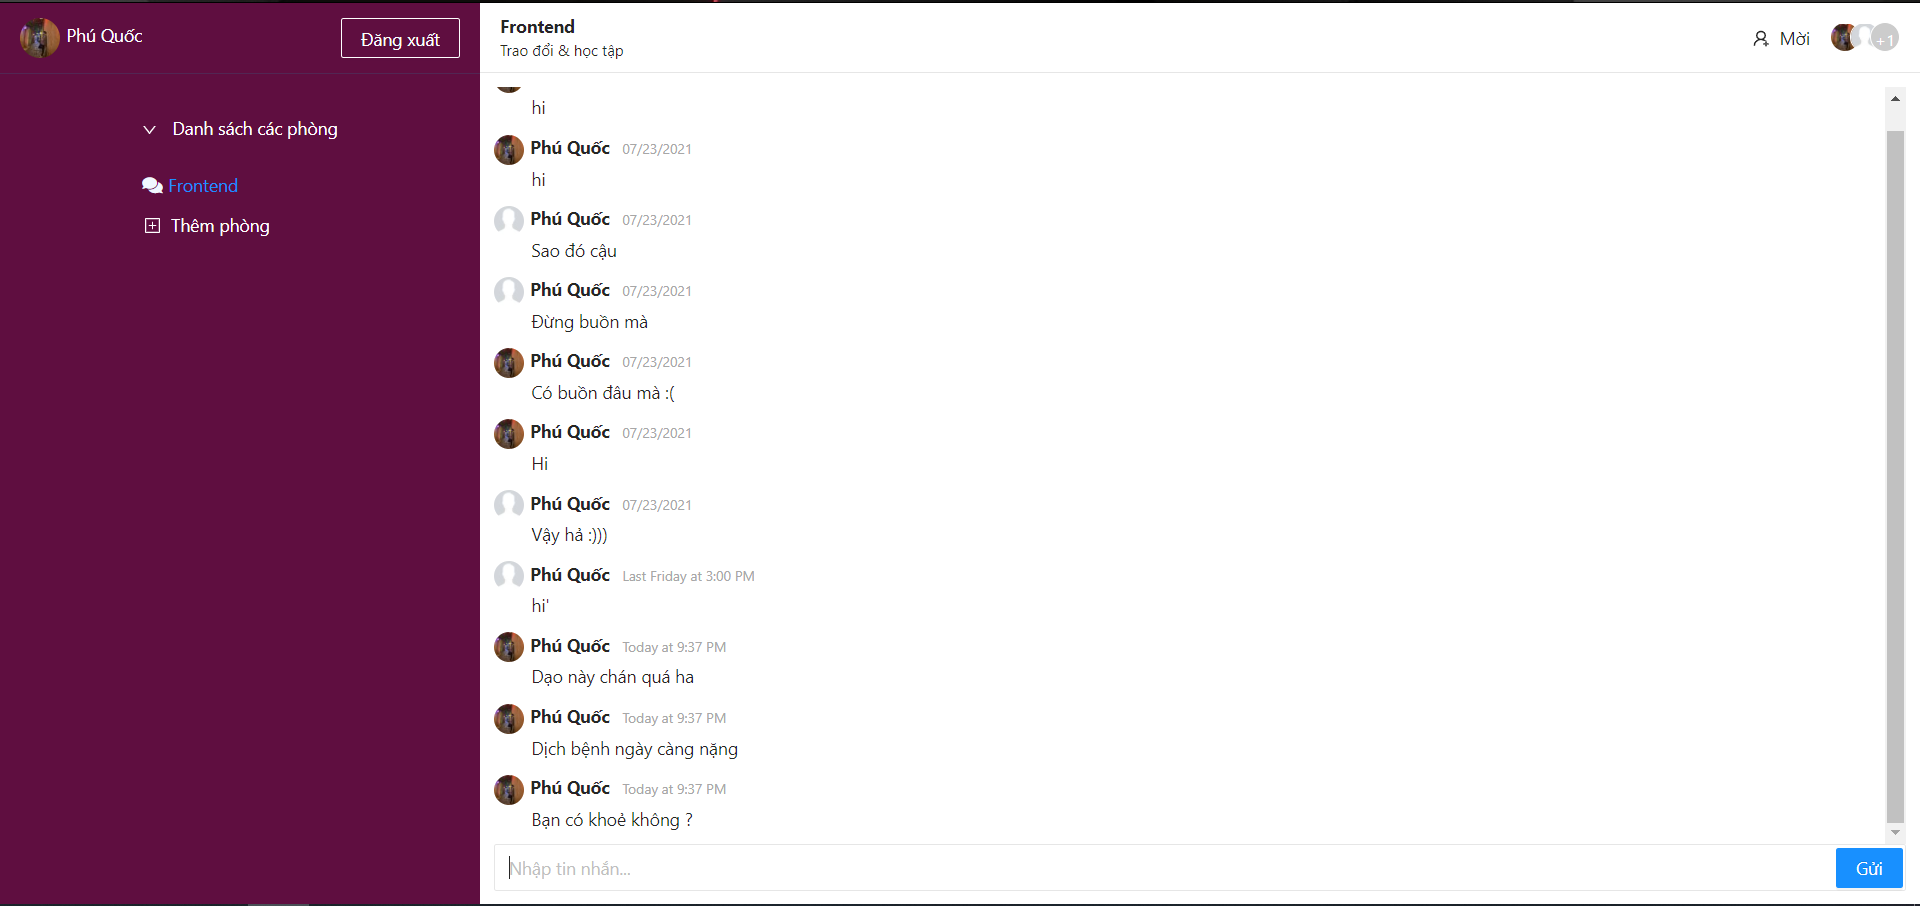 Phú Quốc
Đăng xuất
Danh sách các phòng
Frontend
Thêm phòng
Frontend
Trao đổi & học tập
Mời
+1
hi
Phú Quốc 07/23/2021
hi
Phú Quốc 07/23/2021
Sao đó cậu
Phú Quốc 07/23/2021
Đừng buồn mà
Phú Quốc 07/23/2021
Có buồn đâu mà :(
Phú Quốc 07/23/2021
Hi
Phú Quốc 07/23/2021
Vậy hả :)))
Phú Quốc Last Friday at 3:00 PM
hi'
Phú Quốc Today at 9:37 PM
Dạo này chán quá ha
Phú Quốc Today at 9:37 PM
Dịch bệnh ngày càng nặng
Phú Quốc Today at 9:37 PM
Bạn có khoẻ không ?
Nhập tin nhắn...
Gửi